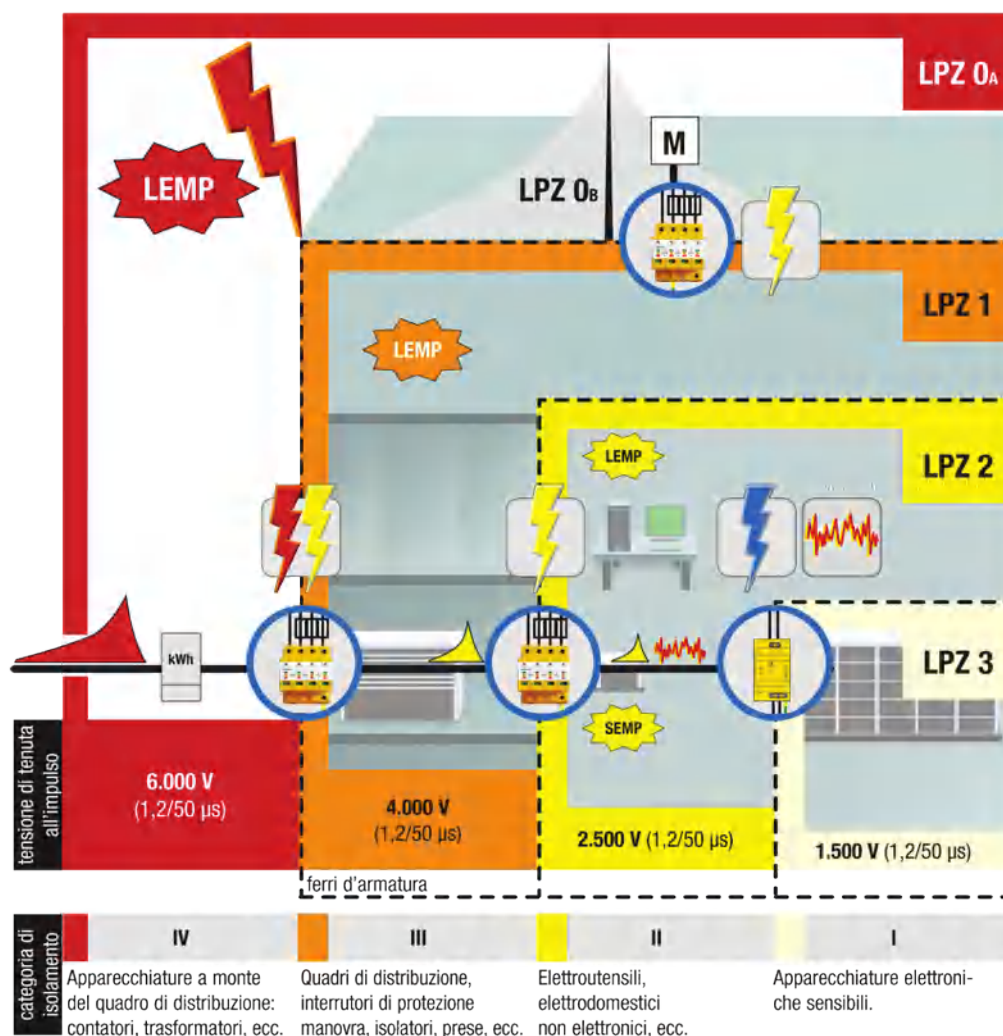 LPZ 0A
LEMP
M
LPZ 0B
LPZ 1
LEMP
LPZ 2
LEMP
kWh
LPZ 3
SEMP
tensione di tenuta
all'impulso
6.000 V
(1,2/50 µs)
4.000 V
(1,2/50 µs)
2.500 V (1,2/50 µs)
1.500 V (1,2/50 µs)
ferri d'armatura
categoria di
isolamento
IV
III
II
I
Apparecchiature a monte
del quadro di distribuzione:
contatori, trasformatori, ecc.
Quadri di distribuzione,
interrutori di protezione
manovra, isolatori, prese, ecc.
Elettroutensili,
elettrodomestici
non elettronici, ecc.
Apparecchiature elettroni-
che sensibili.